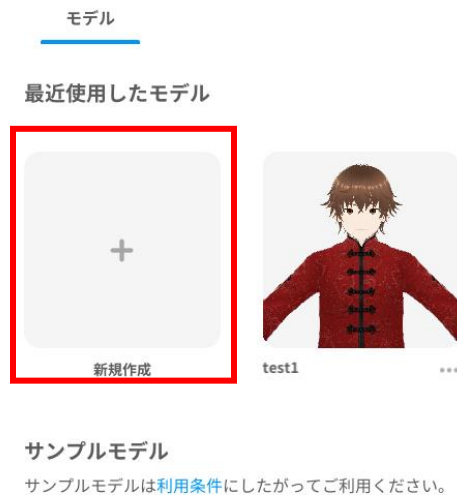 モデル
最近使用したモデル
新規作成
test1
サンプルモデル
サンプルモデルは利用条件にしたがってご利用ください。